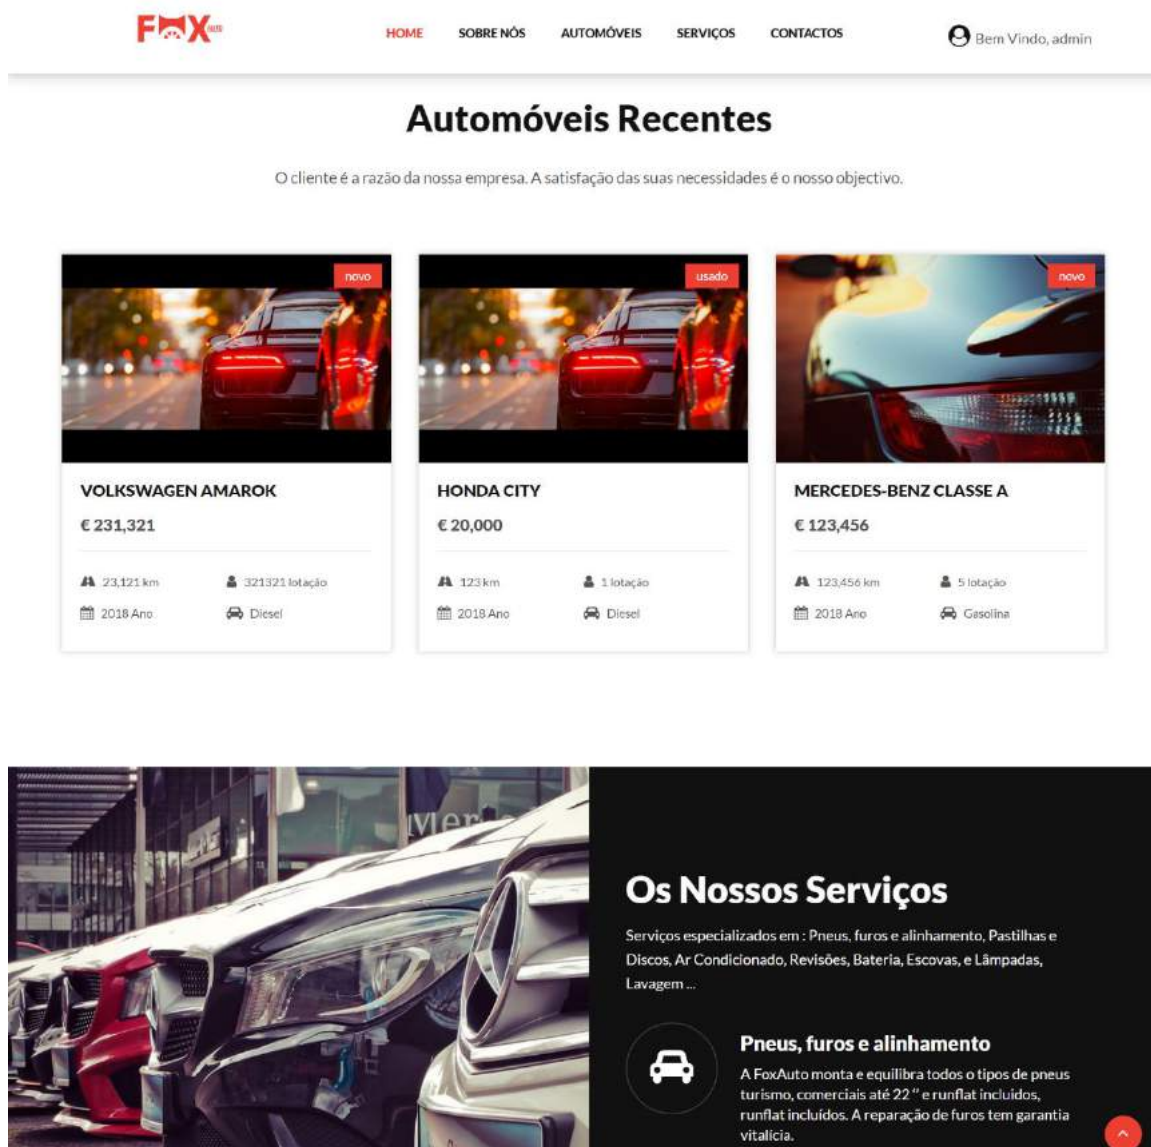 FOX AUTO
HOME SOBRE NÓS AUTOMÓVEIS SERVIÇOS CONTACTOS Bem Vindo, admin
Automóveis Recentes
O cliente é a razão da nossa empresa. A satisfação das suas necessidades é o nosso objectivo.
novo usado novo
VOLKSWAGEN AMAROK HONDA CITY MERCEDES-BENZ CLASSE A
€ 231,321 € 20,000 € 123,456
23,121 km 321321 lotação 123 km 1 lotação 123,456 km 5 lotação
2018 Ano Diesel 2018 Ano Diesel 2018 Ano Gasolina
Os Nossos Serviços
Serviços especializados em : Pneus, furos e alinhamento, Pastilhas e
Discos, Ar Condicionado, Revisões, Bateria, Escovas, e Lâmpadas,
Lavagem ...
Pneus, furos e alinhamento
A FoxAuto monta e equilibra todos o tipos de pneus
turismo, comerciais até 22 '' e runflat incluidos,
runflat incluídos. A reparação de furos tem garantia
vitalícia.